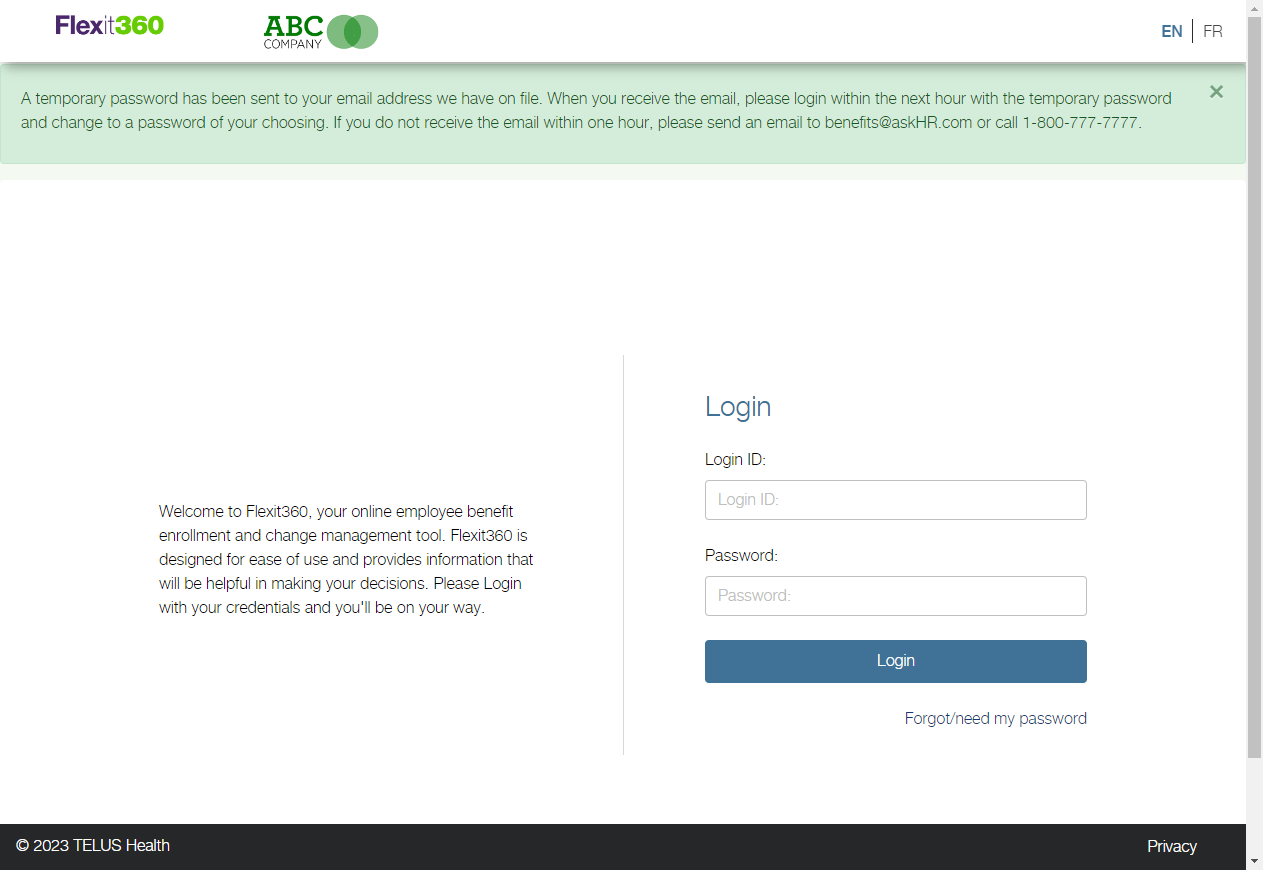 Flexit360
ABC
COMPANY
EN
FR
A temporary password has been sent to your email address we have on file. When you receive the email, please login within the next hour with the temporary password
and change to a password of your choosing. If you do not receive the email within one hour, please send an email to benefits@askHR.com or call 1-800-777-7777.
×
Login
Login ID:
Login ID:
Password:
Password:
Login
Forgot/need my password
Welcome to Flexit360, your online employee benefit
enrollment and change management tool. Flexit360 is
designed for ease of use and provides information that
will be helpful in making your decisions. Please Login
with your credentials and you'll be on your way.
© 2023 TELUS Health
Privacy